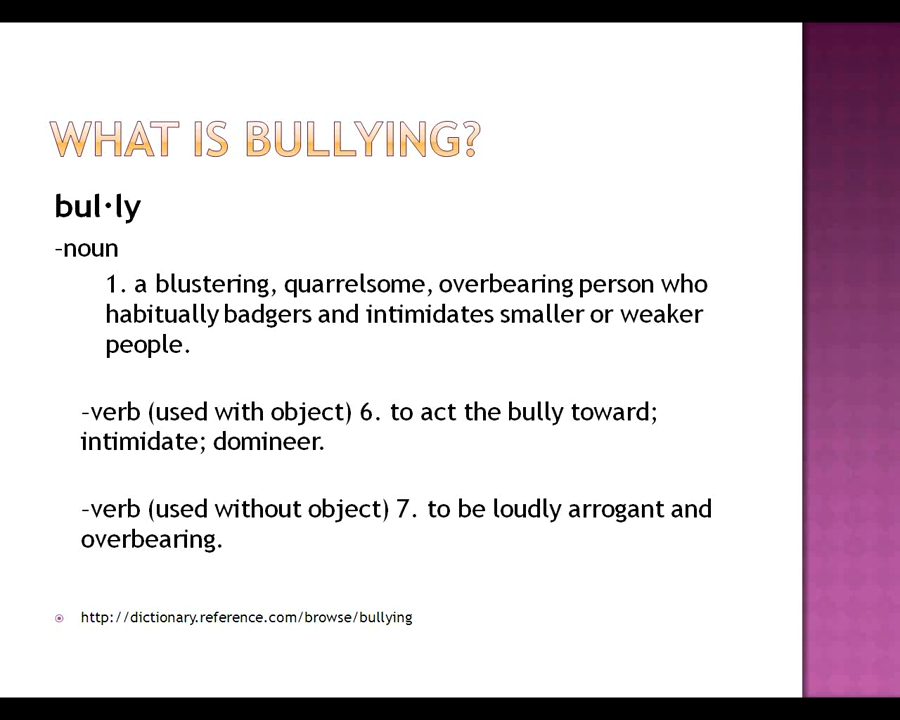 WHAT IS BULLYING?
bul·ly
-noun
1. a blustering, quarrelsome, overbearing person who
habitually badgers and intimidates smaller or weaker
people.
-verb (used with object) 6. to act the bully toward;
intimidate; domineer.
-verb (used without object) 7. to be loudly arrogant and
overbearing.
http://dictionary.reference.com/browse/bullying